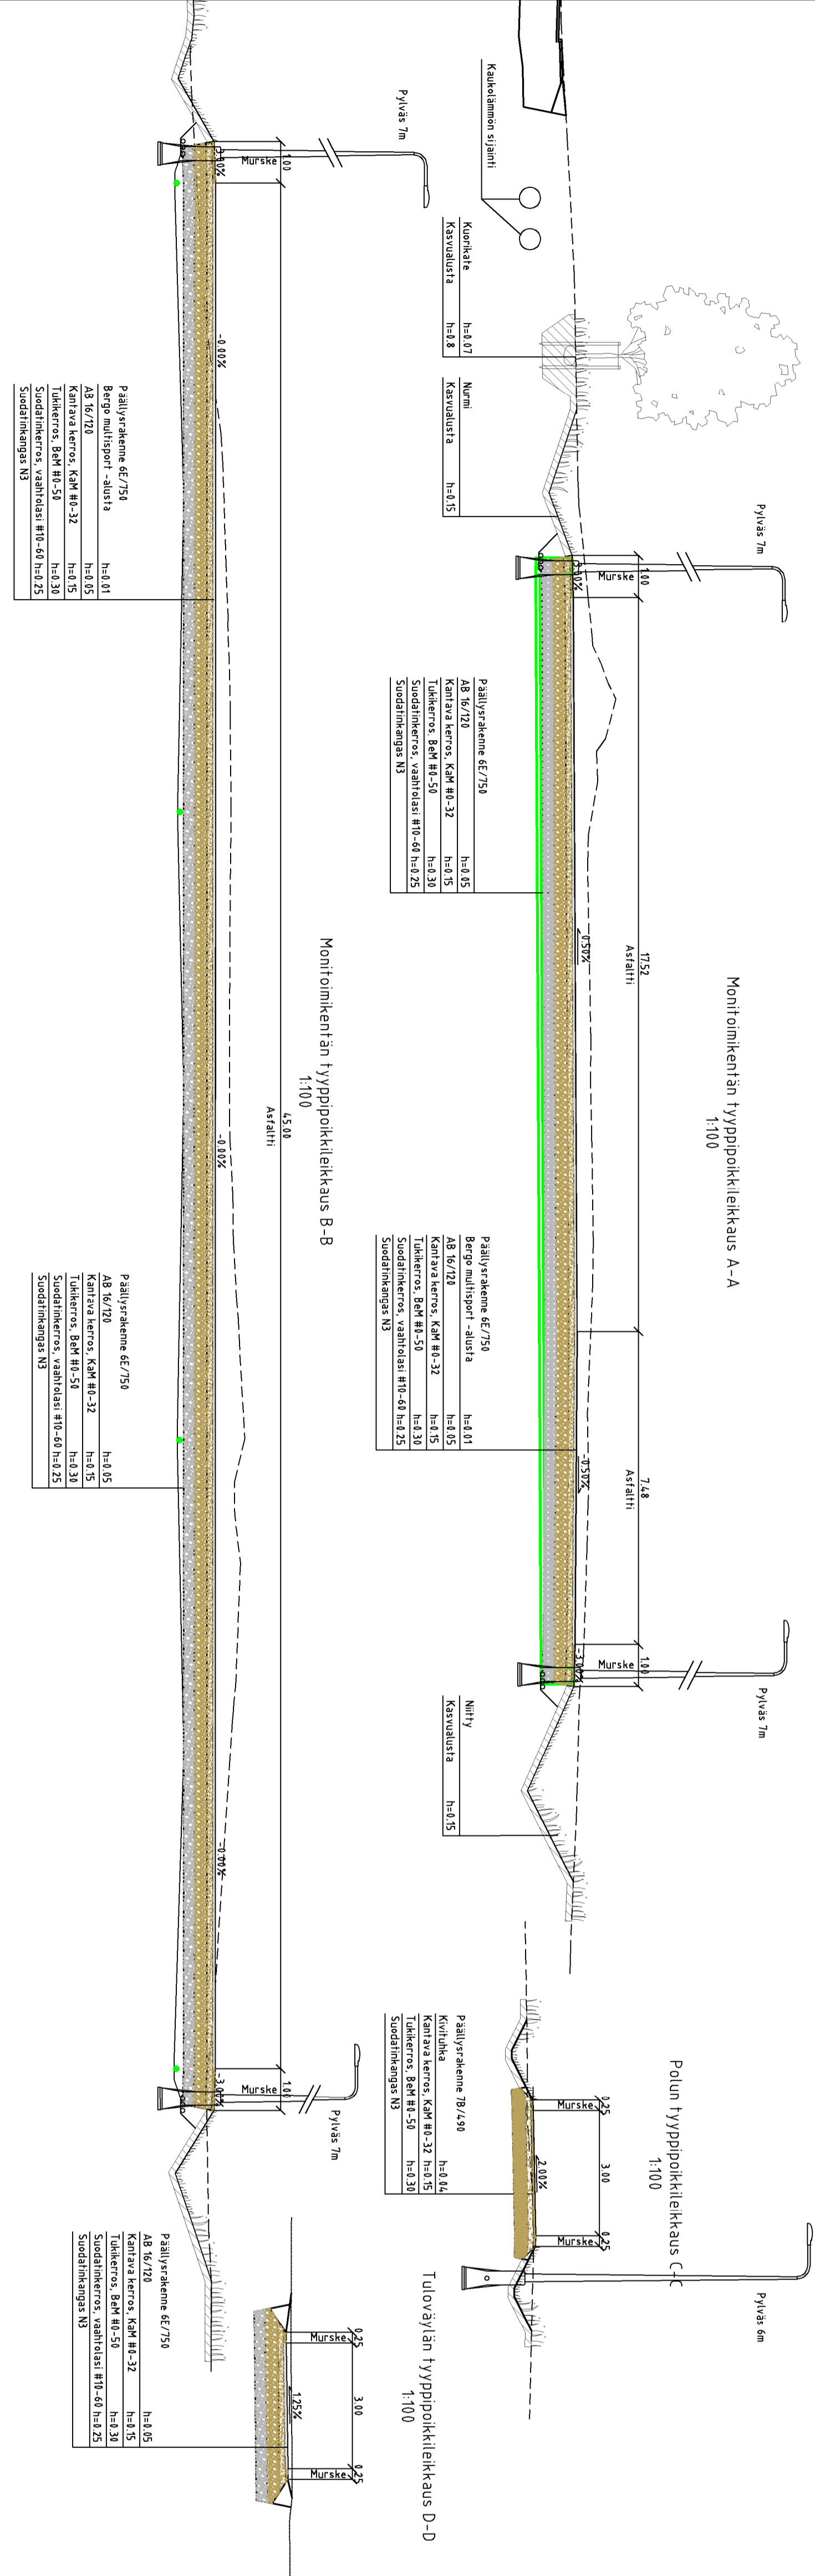 Monitoimikentän tyyppipoikkileikkaus A-A
1:100
Kaukolämmön sijainti
Kuorikate h=0.07
Kasvualusta h=0.8
Nurmi
Kasvualusta h=0.15
Pylväs 7m
1.00
Murske
3.00%
17.52
Asfaltti
-0.50%
7.48
Asfaltti
-0.50%
1.00
Murske
-3.00%
Pylväs 7m
Päällysrakenne 6E/750
AB 16/120 h=0.05
Kantava kerros, KaM #0-32 h=0.15
Tukikerros, BeM #0-50 h=0.30
Suodatinkerros, vaahtolasi #10-60 h=0.25
Suodatinkangas N3
Päällysrakenne 6E/750
Bergo multisport -alusta h=0.01
AB 16/120 h=0.05
Kantava kerros, KaM #0-32 h=0.15
Tukikerros, BeM #0-50 h=0.30
Suodatinkerros, vaahtolasi #10-60 h=0.25
Suodatinkangas N3
Niitty
Kasvualusta h=0.15
Polun tyyppipoikkileikkaus C-C
1:100
Pylväs 6m
0.25
Murske
3.00
2.00%
0.25
Murske
Päällysrakenne 7B/490
Kivituhka h=0.04
Kantava kerros, KaM #0-32 h=0.15
Tukikerros, BeM #0-50 h=0.30
Suodatinkangas N3
Monitoimikentän tyyppipoikkileikkaus B-B
1:100
Pylväs 7m
1.00
Murske
3.00%
45.00
Asfaltti
-0.00%
-0.00%
-0.00%
1.00
Murske
-3.00%
Pylväs 7m
Päällysrakenne 6E/750
Bergo multisport -alusta h=0.01
AB 16/120 h=0.05
Kantava kerros, KaM #0-32 h=0.15
Tukikerros, BeM #0-50 h=0.30
Suodatinkerros, vaahtolasi #10-60 h=0.25
Suodatinkangas N3
Päällysrakenne 6E/750
AB 16/120 h=0.05
Kantava kerros, KaM #0-32 h=0.15
Tukikerros, BeM #0-50 h=0.30
Suodatinkerros, vaahtolasi #10-60 h=0.25
Suodatinkangas N3
Tuloväylän tyyppipoikkileikkaus D-D
1:100
0.25
Murske
3.00
1.25%
0.25
Murske
Päällysrakenne 6E/750
AB 16/120 h=0.05
Kantava kerros, KaM #0-32 h=0.15
Tukikerros, BeM #0-50 h=0.30
Suodatinkerros, vaahtolasi #10-60 h=0.25
Suodatinkangas N3